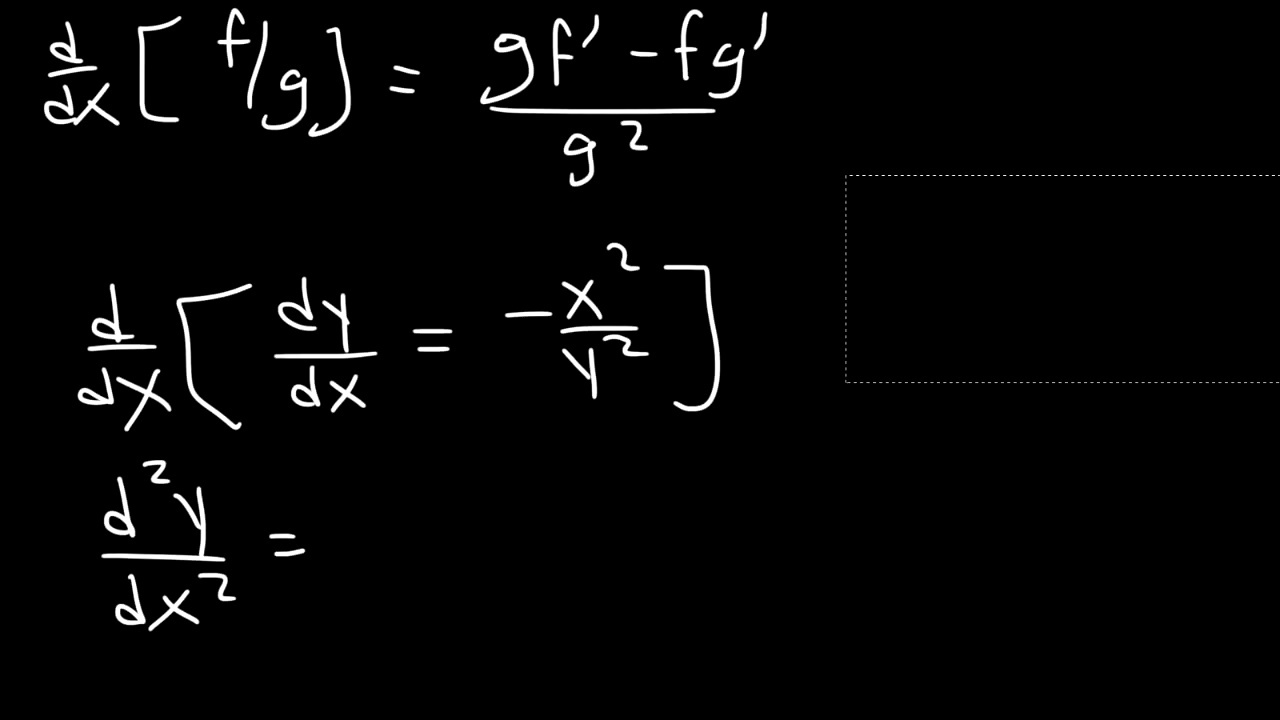 d/dx [ f/g ] = (gf' - fg')/g²
d/dx [ dy/dx = -x²/y² ]
d²y/dx² =